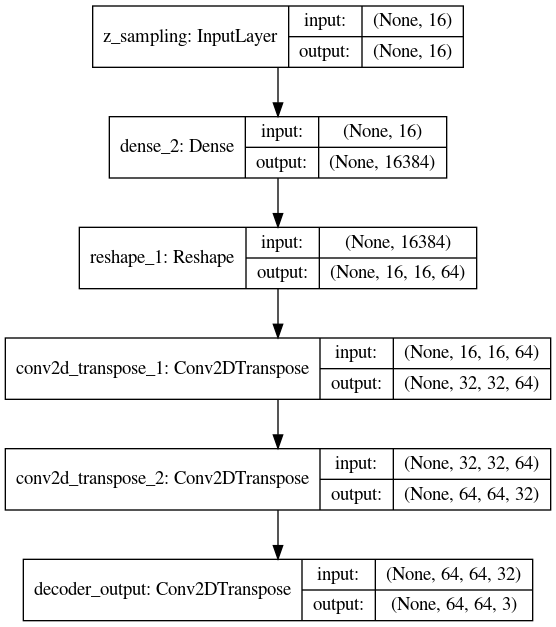 z_sampling: InputLayer
input: (None, 16)
output: (None, 16)
dense_2: Dense
input: (None, 16)
output: (None, 16384)
reshape_1: Reshape
input: (None, 16384)
output: (None, 16, 16, 64)
conv2d_transpose_1: Conv2DTranspose
input: (None, 16, 16, 64)
output: (None, 32, 32, 64)
conv2d_transpose_2: Conv2DTranspose
input: (None, 32, 32, 64)
output: (None, 64, 64, 32)
decoder_output: Conv2DTranspose
input: (None, 64, 64, 32)
output: (None, 64, 64, 3)